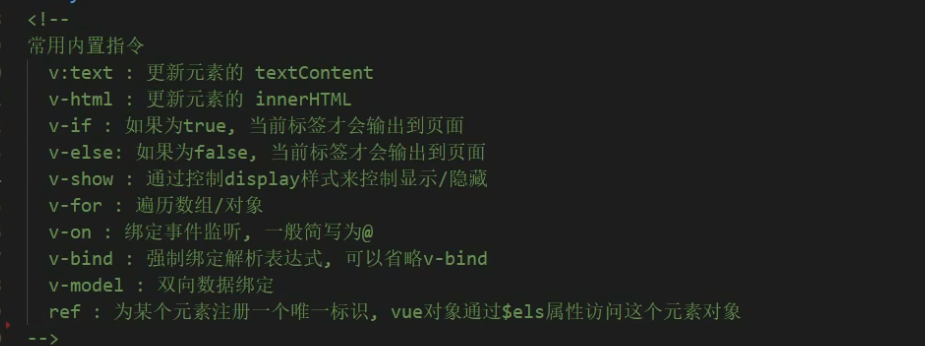 <!--
常用内置指令
v:text : 更新元素的 textContent
v-html : 更新元素的 innerHTML
v-if : 如果为true, 当前标签才会输出到页面
v-else: 如果为false, 当前标签才会输出到页面
v-show : 通过控制display样式来控制显示/隐藏
v-for : 遍历数组/对象
v-on : 绑定事件监听, 一般简写为@
v-bind : 强制绑定解析表达式, 可以省略v-bind
v-model : 双向数据绑定
ref : 为某个元素注册一个唯一标识, vue对象通过$els属性访问这个元素对象
-->